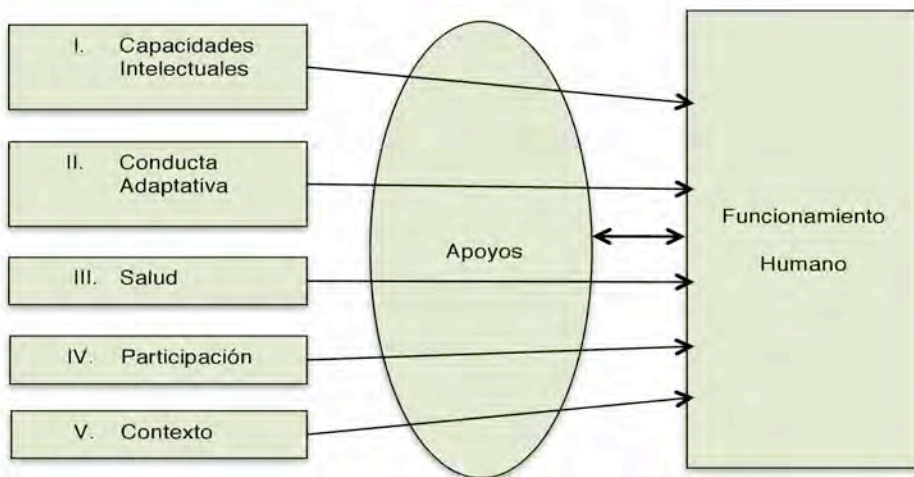 I. Capacidades
Intelectuales
II. Conducta
Adaptativa
III. Salud
IV. Participación
V. Contexto
Apoyos
Funcionamiento
Humano